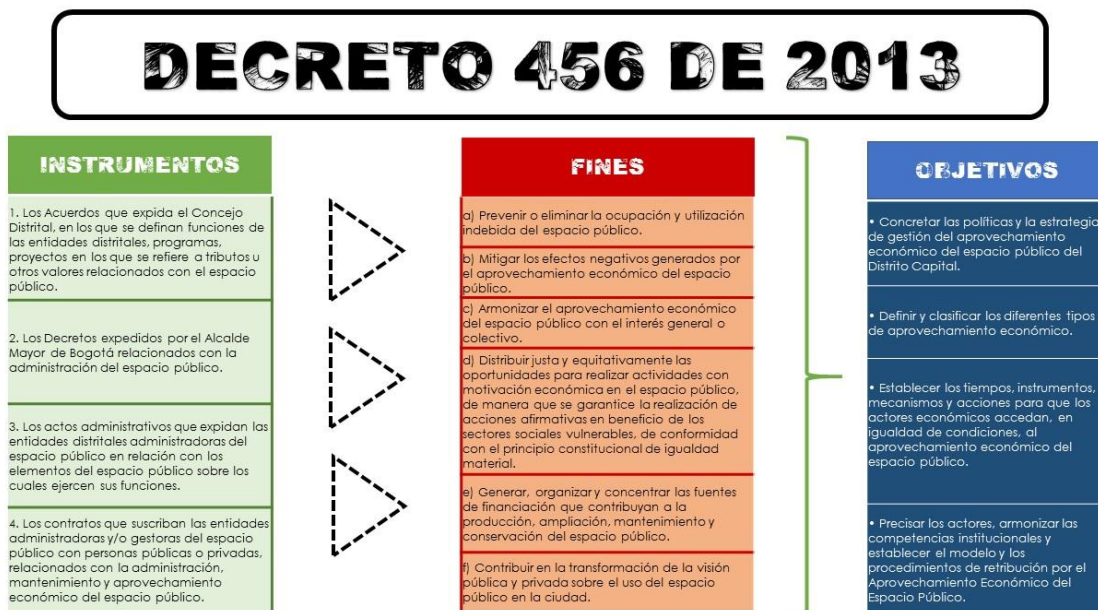 DECRETO 456 DE 2013
INSTRUMENTOS
1. Los Acuerdos que expida el Concejo
Distrital, en los que se definan funciones de
las entidades distritales, programas,
proyectos en los que se refiere a tributos u
otros valores relacionados con el espacio
público.
2. Los Decretos expedidos por el Alcalde
Mayor de Bogotá relacionados con la
administración del espacio público.
3. Los actos administrativos que expidan las
entidades distritales administradoras del
espacio público en relación con los
elementos del espacio público sobre los
cuales ejercen sus funciones.
4. Los contratos que suscriban las entidades
administradoras y/o gestoras del espacio
público con personas públicas o privadas,
relacionados con la administración,
mantenimiento y aprovechamiento
económico del espacio público.
FINES
a) Prevenir o eliminar la ocupación y utilización
indebida del espacio público.
b) Mitigar los efectos negativos generados por
el aprovechamiento económico del espacio
público.
c) Armonizar el aprovechamiento económico
del espacio público con el interés general o
colectivo.
d) Distribuir justa y equitativamente las
oportunidades para realizar actividades con
motivación económica en el espacio público,
de manera que se garantice la realización de
acciones afirmativas en beneficio de los
sectores sociales vulnerables, de conformidad
con el principio constitucional de igualdad
material.
e) Generar, organizar y concentrar las fuentes
de financiación que contribuyan a la
producción, ampliación, mantenimiento y
conservación del espacio público.
f) Contribuir en la transformación de la visión
pública y privada sobre el uso del espacio
público en la ciudad.
OBJETIVOS
• Concretar las políticas y la estrategia
de gestión del aprovechamiento
económico del espacio público del
Distrito Capital.
• Definir y clasificar los diferentes tipos
de aprovechamiento económico.
• Establecer los tiempos, instrumentos,
mecanismos y acciones para que los
actores económicos accedan, en
igualdad de condiciones, al
aprovechamiento económico del
espacio público.
• Precisar los actores, armonizar las
competencias institucionales y
establecer el modelo y los
procedimientos de retribución por el
Aprovechamiento Económico del
Espacio Público.